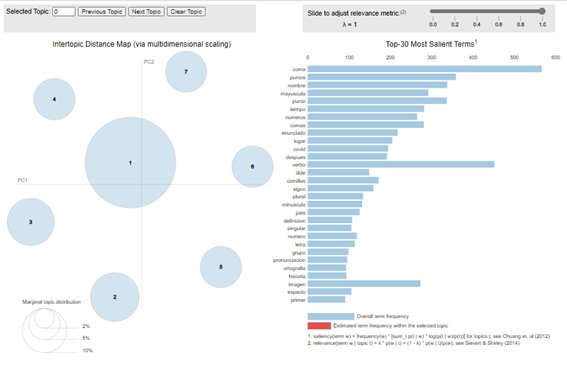 Selected Topic: 0 Previous Topic Next Topic Clear Topic
Slide to adjust relevance metric:(2)
λ = 1
0.0 0.2 0.4 0.6 0.8 1.0
Intertopic Distance Map (via multidimensional scaling)
PC2
PC1
7
4
1
6
3
5
2
Marginal topic distribution
2%
5%
10%
Top-30 Most Salient Terms1
0 100 200 300 400 500 600
coma
puntos
nombre
mayuscula
punto
tiempo
numeros
comas
enunciado
lugar
covid
despues
verbo
comillas
signo
plural
minuscula
pais
definicion
singular
numero
letra
grupo
pronunciacion
ortografia
historia
imagen
espacio
primer
Overall term frequency
Estimated term frequency within the selected topic
1. saliency(term w) = frequency(w) * [sum_t p(t | w) * log(p(t | w)/p(t))] for topics t; see Chuang et. al (2012)
2. relevance(term w | topic t) = λ * p(w | t) + (1 - λ) * p(w | t)/p(w); see Sievert & Shirley (2014)